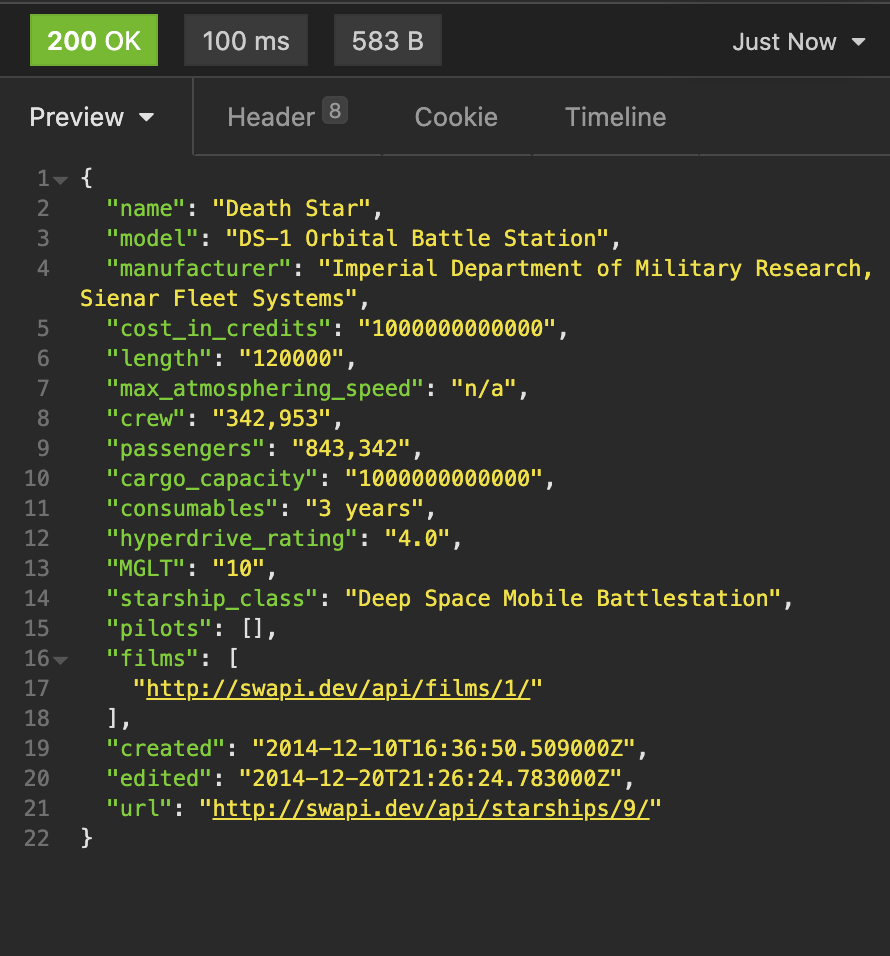 200 OK 100 ms 583 B Just Now
Preview Header 8 Cookie Timeline
1 {
2 "name": "Death Star",
3 "model": "DS-1 Orbital Battle Station",
4 "manufacturer": "Imperial Department of Military Research,
Sienar Fleet Systems",
5 "cost_in_credits": "1000000000000",
6 "length": "120000",
7 "max_atmosphering_speed": "n/a",
8 "crew": "342,953",
9 "passengers": "843,342",
10 "cargo_capacity": "1000000000000",
11 "consumables": "3 years",
12 "hyperdrive_rating": "4.0",
13 "MGLT": "10",
14 "starship_class": "Deep Space Mobile Battlestation",
15 "pilots": [],
16 "films": [
17 "http://swapi.dev/api/films/1/"
18 ],
19 "created": "2014-12-10T16:36:50.509000Z",
20 "edited": "2014-12-20T21:26:24.783000Z",
21 "url": "http://swapi.dev/api/starships/9/"
22 }